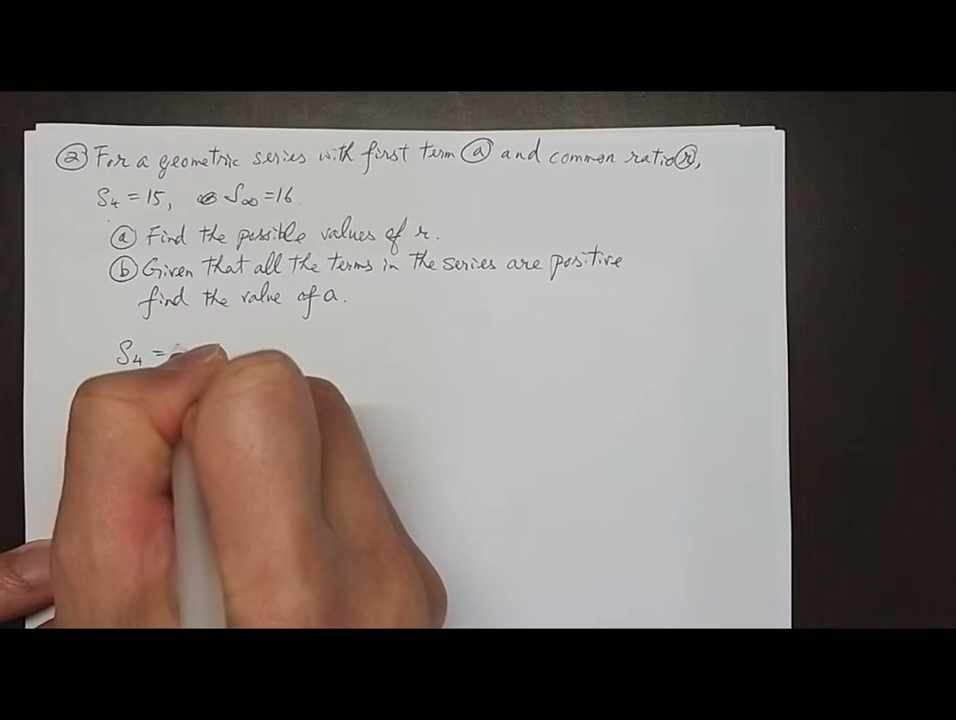 ② For a geometric series with first term ⓐ and common ratio ⓡ,
S₄ = 15, S∞ = 16
ⓐ Find the possible values of r.
ⓑ Given that all the terms in the series are positive
find the value of a.
S₄ =